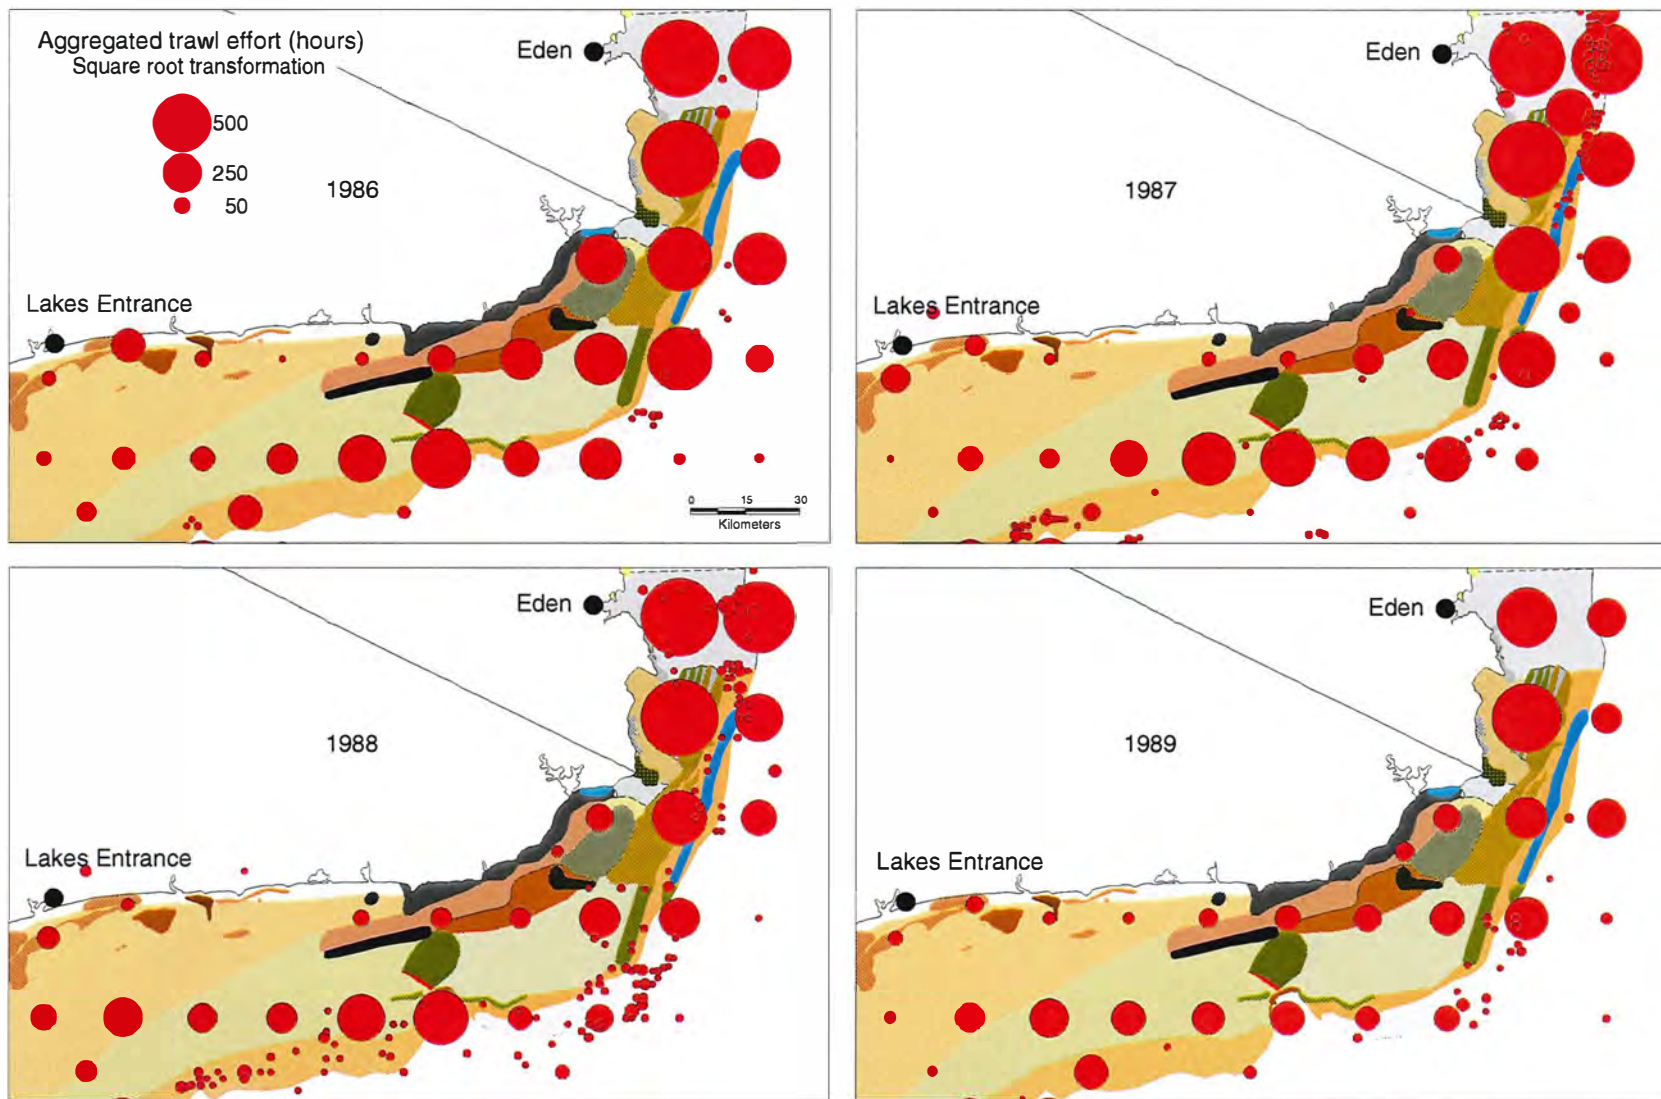 Aggregated trawl effort (hours)
Square root transformation
500
250
50
1986
Eden
Lakes Entrance
0 15 30
Kilometers
Eden
1987
Lakes Entrance
Eden
1988
Lakes Entrance
Eden
1989
Lakes Entrance